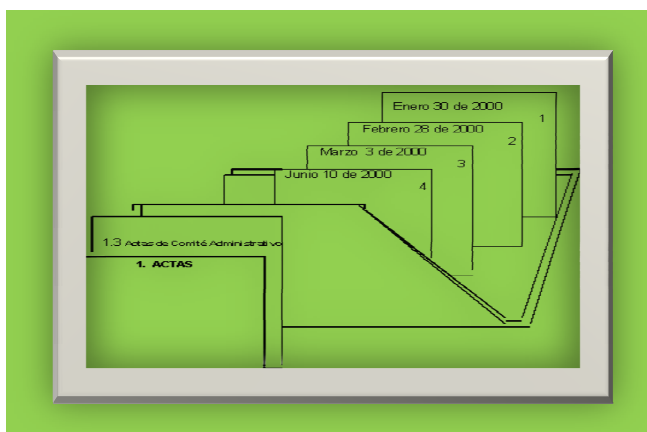 Enero 30 de 2000
1
Febrero 28 de 2000
2
Marzo 3 de 2000
3
Junio 10 de 2000
4
1.3 Actas de Comité Administrativo
1. ACTAS